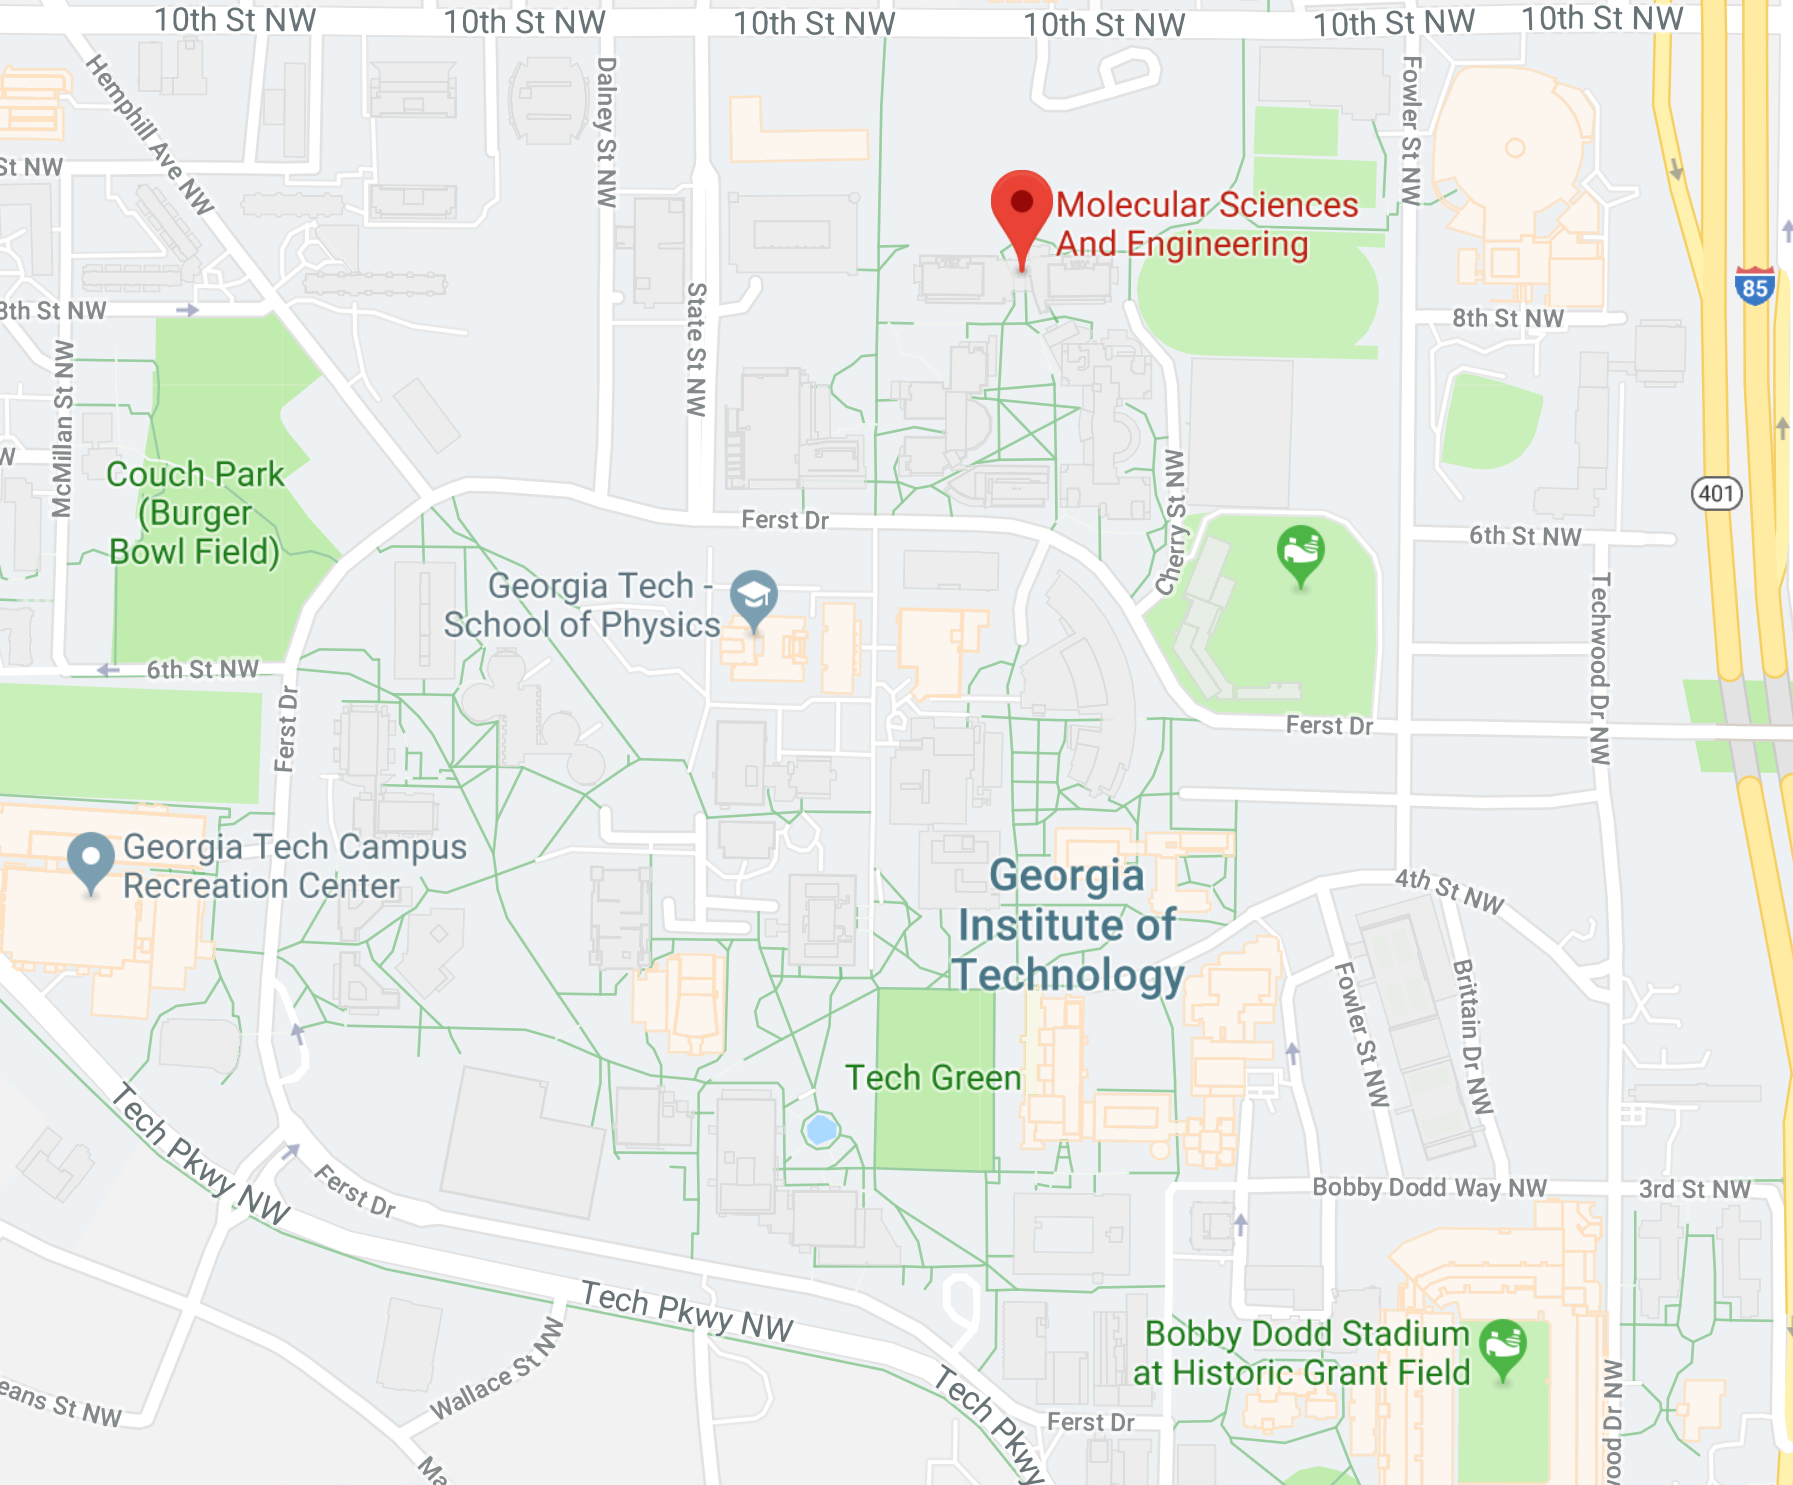 10th St NW
10th St NW
10th St NW
10th St NW
10th St NW
10th St NW
Hemphill Ave NW
Dalney St NW
Fowler St NW
St NW
Molecular Sciences
And Engineering
85
8th St NW
State St NW
8th St NW
McMillan St NW
Couch Park
(Burger
Bowl Field)
W
Cherry St NW
401
Ferst Dr
6th St NW
Georgia Tech -
School of Physics
Techwood Dr NW
6th St NW
Ferst Dr
Ferst Dr
Georgia Tech Campus
Recreation Center
Georgia
Institute of
Technology
4th St NW
Fowler St NW
Brittain Dr NW
Tech Green
Tech Pkwy NW
Ferst Dr
Bobby Dodd Way NW
3rd St NW
Tech Pkwy NW
Wallace St NW
Bobby Dodd Stadium
at Historic Grant Field
eans St NW
Tech Pkwy
Ferst Dr
wood Dr NW
Ma